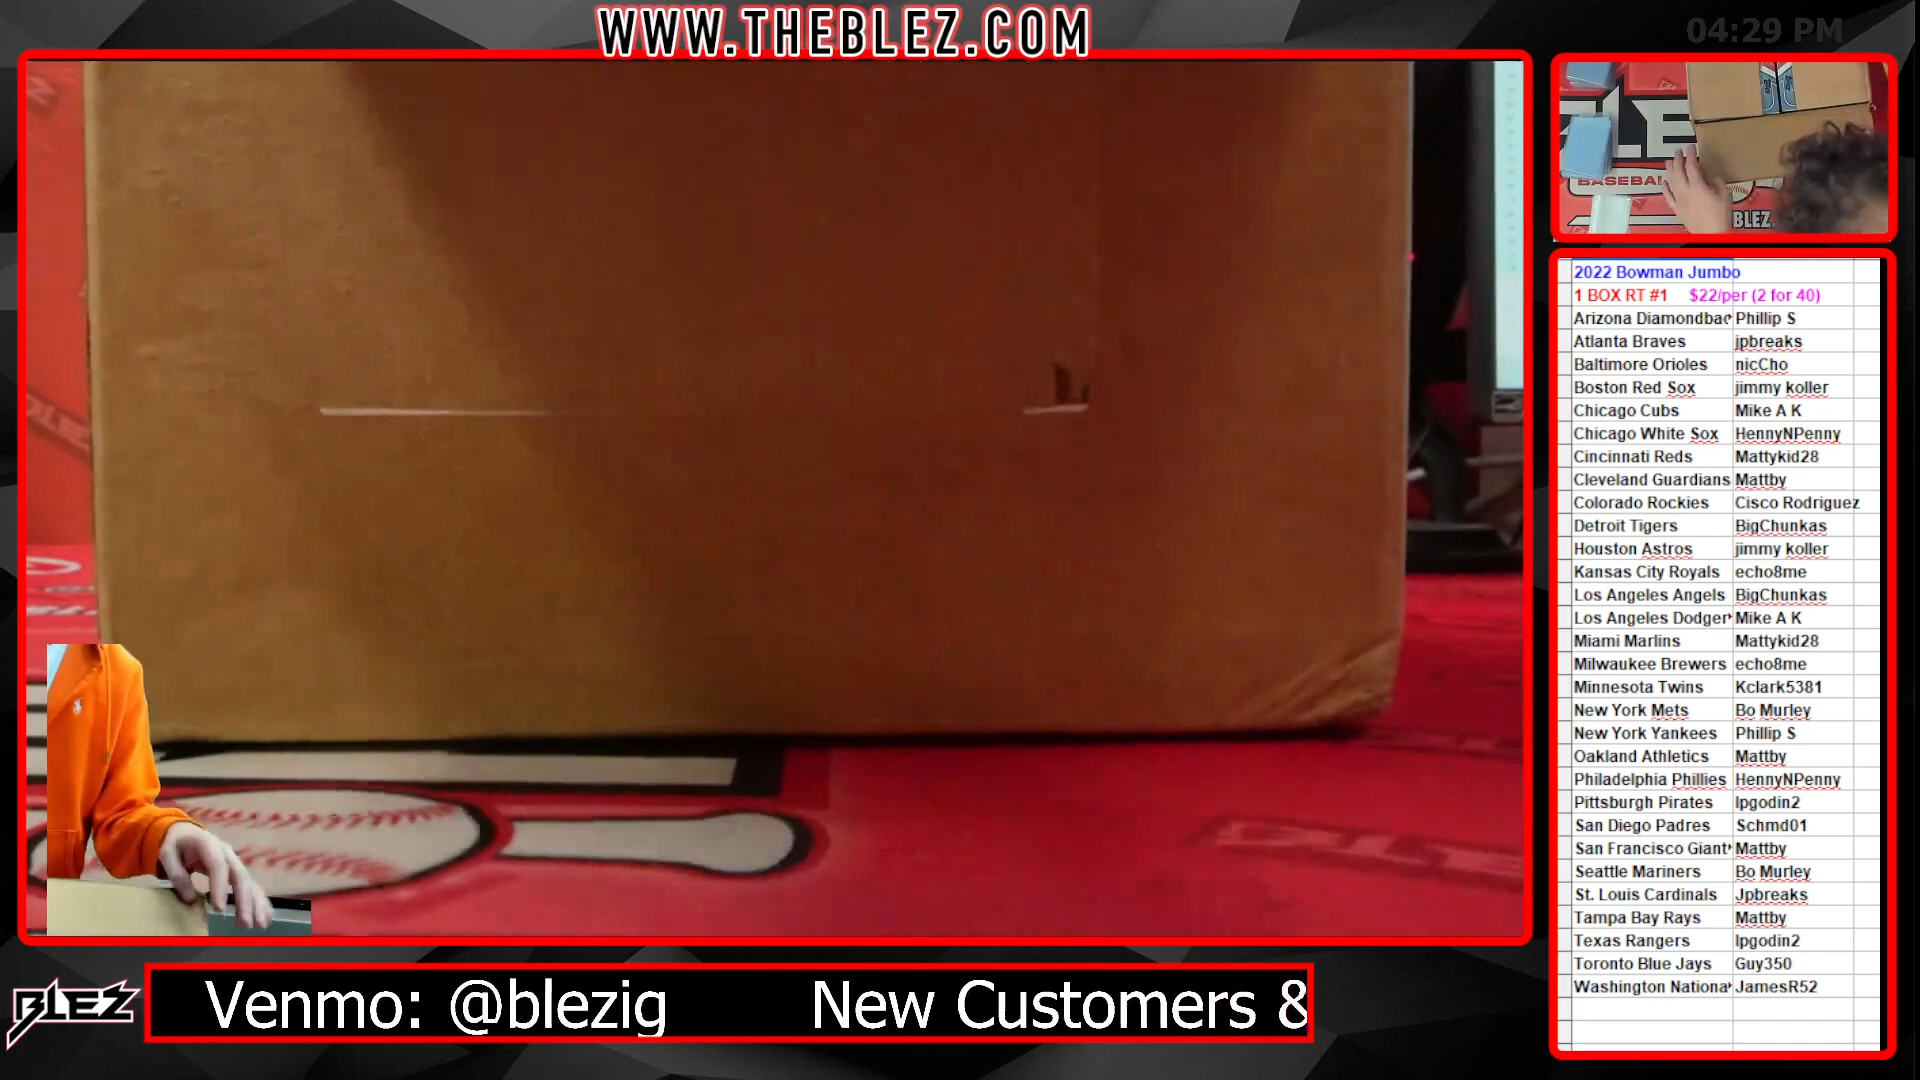 WWW.THEBLEZ.COM
04:29 PM
BASEBAL
BLEZ
2022 Bowman Jumbo
1 BOX RT #1 $22/per (2 for 40)
Arizona Diamondbac Phillip S
Atlanta Braves jpbreaks
Baltimore Orioles nicCho
Boston Red Sox jimmy koller
Chicago Cubs Mike A K
Chicago White Sox HennyNPenny
Cincinnati Reds Mattykid28
Cleveland Guardians Mattby
Colorado Rockies Cisco Rodriguez
Detroit Tigers BigChunkas
Houston Astros jimmy koller
Kansas City Royals echo8me
Los Angeles Angels BigChunkas
Los Angeles Dodger Mike A K
Miami Marlins Mattykid28
Milwaukee Brewers echo8me
Minnesota Twins Kclark5381
New York Mets Bo Murley
New York Yankees Phillip S
Oakland Athletics Mattby
Philadelphia Phillies HennyNPenny
Pittsburgh Pirates lpgodin2
San Diego Padres Schmd01
San Francisco Giant Mattby
Seattle Mariners Bo Murley
St. Louis Cardinals Jpbreaks
Tampa Bay Rays Mattby
Texas Rangers lpgodin2
Toronto Blue Jays Guy350
Washington Nationa JamesR52
BLEZ
Venmo: @blezig New Customers &